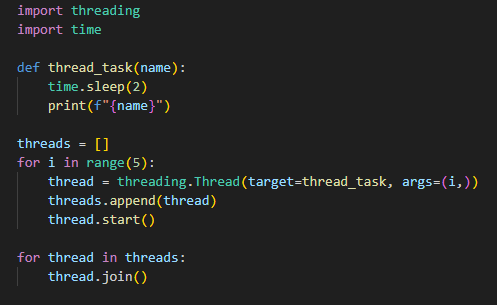 import threading
import time

def thread_task(name):
    time.sleep(2)
    print(f"{name}")

threads = []
for i in range(5):
    thread = threading.Thread(target=thread_task, args=(i,))
    threads.append(thread)
    thread.start()

for thread in threads:
    thread.join()